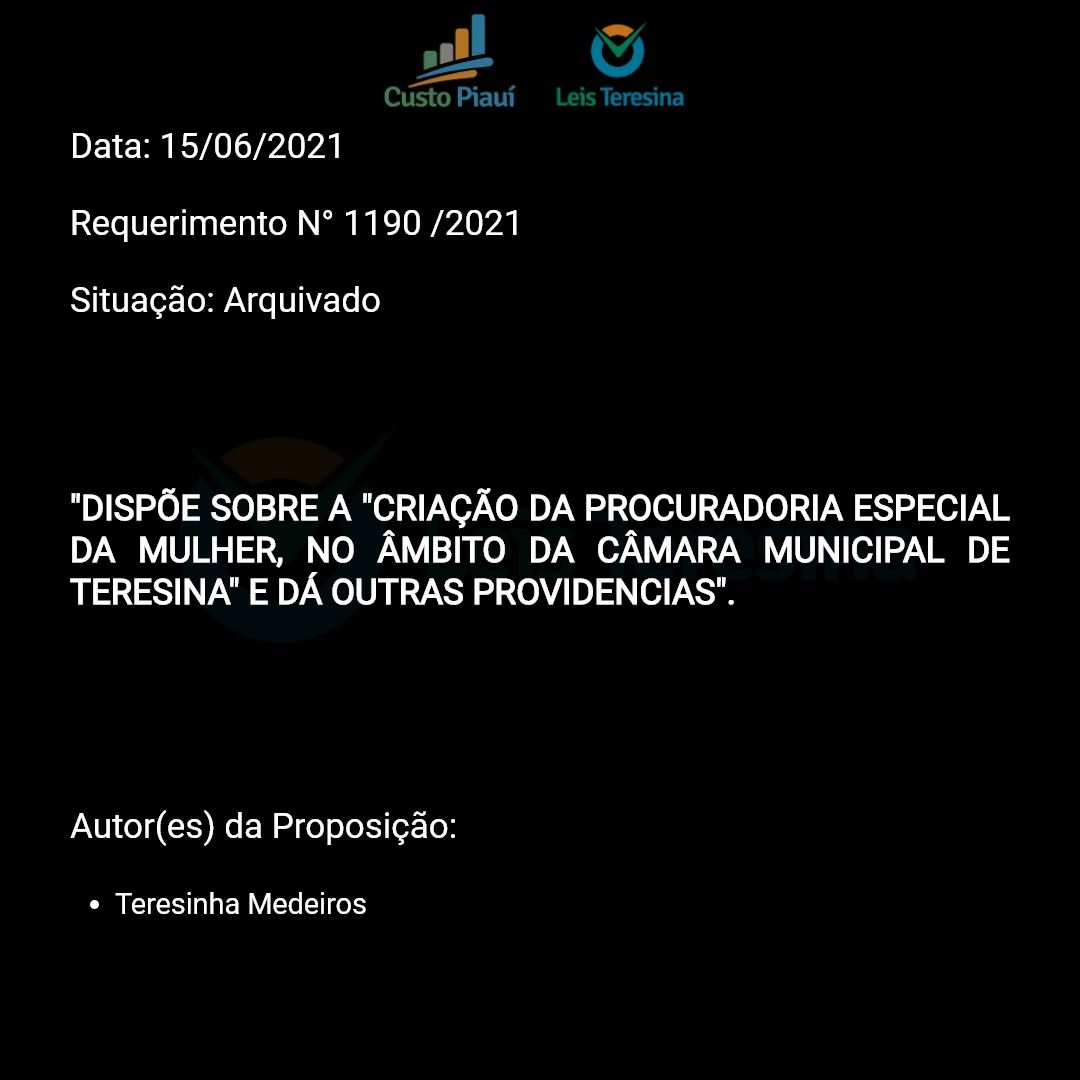 Custo Piauí
Leis Teresina
Data: 15/06/2021
Requerimento N° 1190 /2021
Situação: Arquivado
"DISPÕE SOBRE A "CRIAÇÃO DA PROCURADORIA ESPECIAL
DA MULHER, NO ÂMBITO DA CÂMARA MUNICIPAL DE
TERESINA" E DÁ OUTRAS PROVIDENCIAS".
Autor(es) da Proposição:
• Teresinha Medeiros